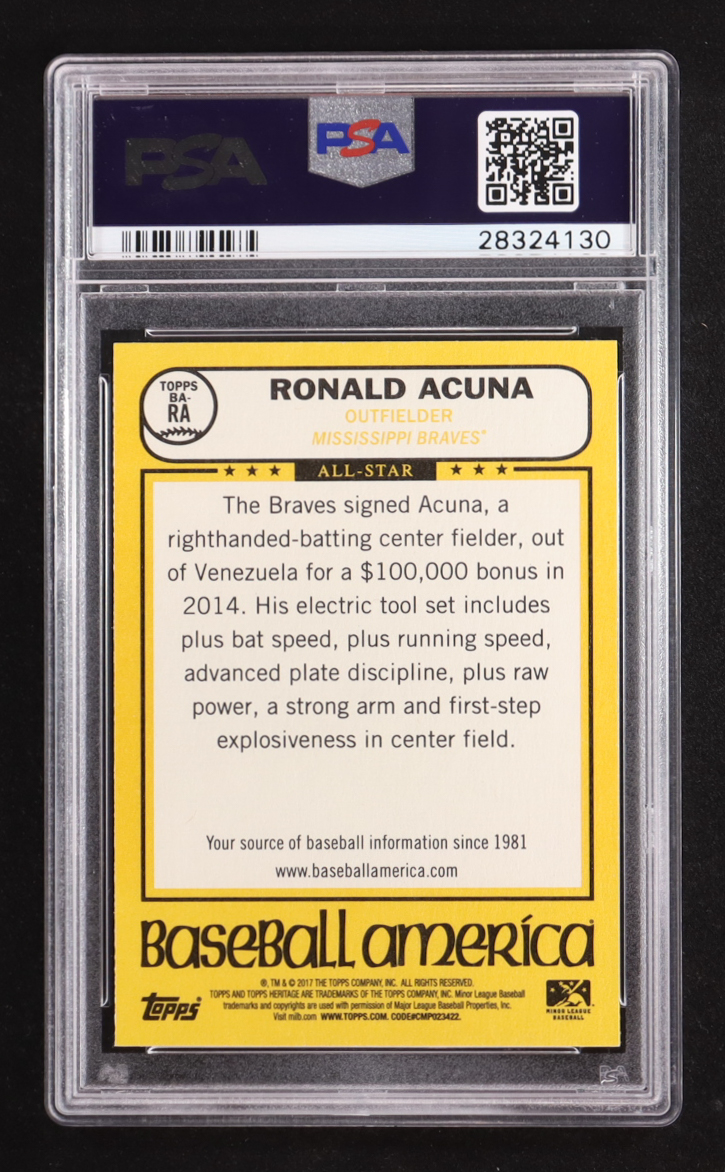 PSA
PSA
28324130
TOPPS
BA-
RA
RONALD ACUNA
OUTFIELDER
MISSISSIPPI BRAVES®
★ ★ ★ ALL-STAR ★ ★ ★
The Braves signed Acuna, a
righthanded-batting center fielder, out
of Venezuela for a $100,000 bonus in
2014. His electric tool set includes
plus bat speed, plus running speed,
advanced plate discipline, plus raw
power, a strong arm and first-step
explosiveness in center field.
Your source of baseball information since 1981
www.baseballamerica.com
Baseball america
®, TM & © 2017 THE TOPPS COMPANY, INC. ALL RIGHTS RESERVED.
TOPPS AND TOPPS HERITAGE ARE TRADEMARKS OF THE TOPPS COMPANY, INC. Minor League Baseball
trademarks and copyrights are used with permission of Major League Baseball Properties, Inc.
Visit milb.com WWW.TOPPS.COM. CODE#CMP023422.
Topps
MINOR LEAGUE
BASEBALL